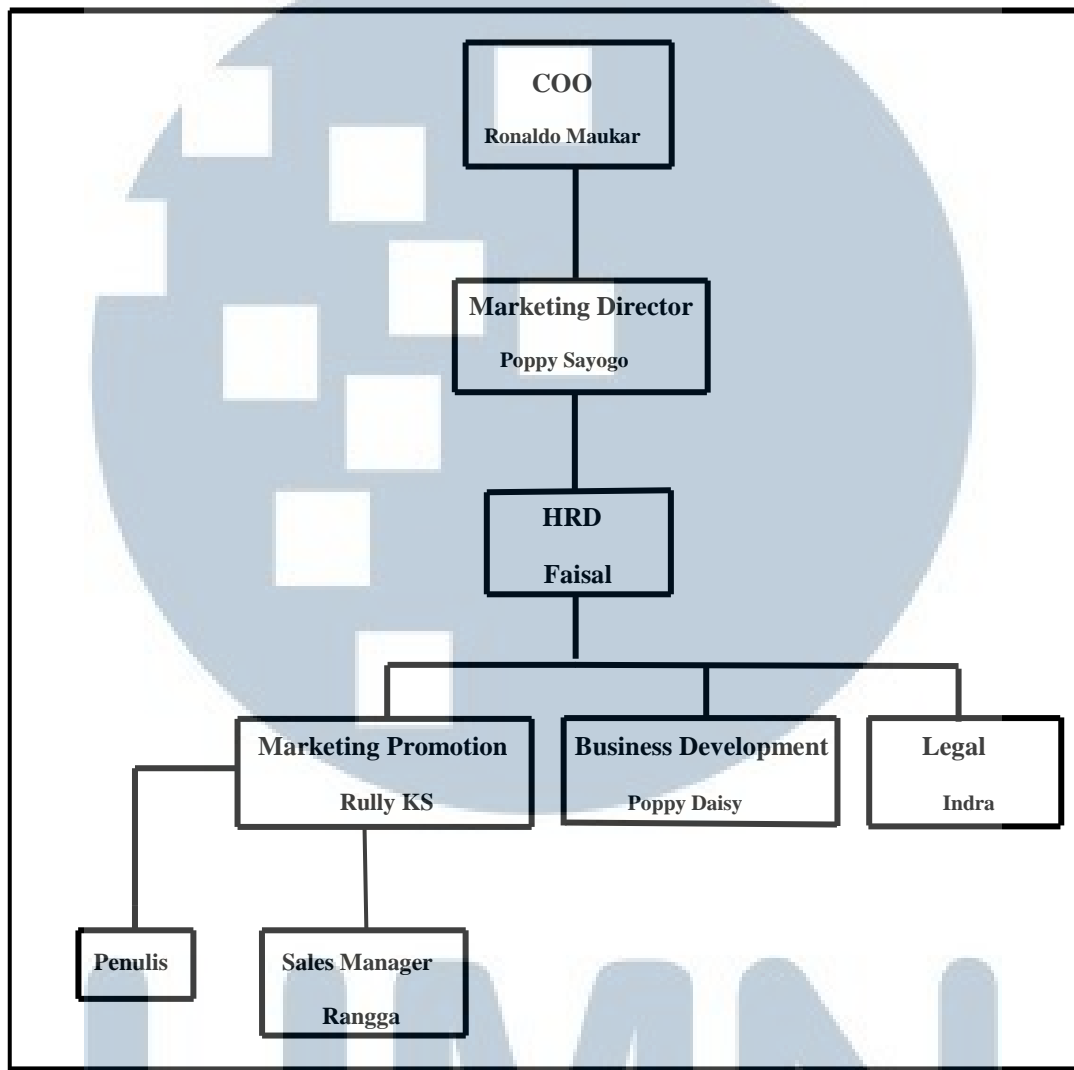 COO
Ronaldo Maukar
Marketing Director
Poppy Sayogo
HRD
Faisal
Marketing Promotion
Rully KS
Business Development
Poppy Daisy
Legal
Indra
Penulis
Sales Manager
Rangga
UMN